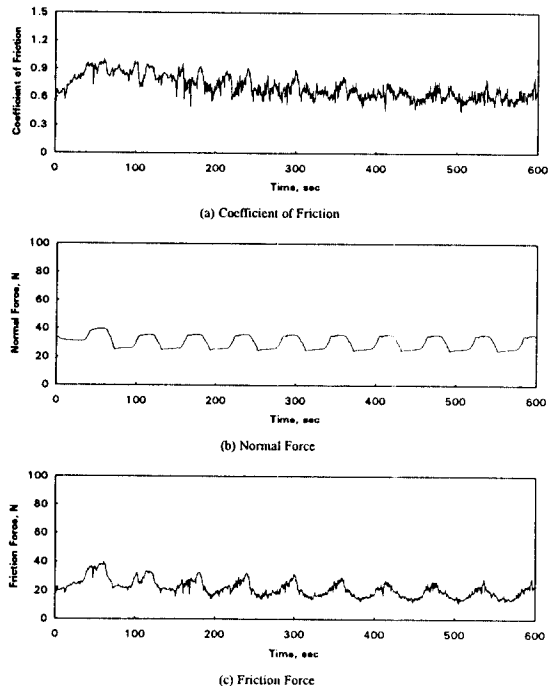 1.5
1.2
0.9
0.6
0.3
0
Coefficient of Friction
0 100 200 300 400 500 600
Time, sec
(a) Coefficient of Friction
100
80
60
40
20
0
Normal Force, N
0 100 200 300 400 500 600
Time, sec
(b) Normal Force
100
80
60
40
20
0
Friction Force, N
0 100 200 300 400 500 600
Time, sec
(c) Friction Force